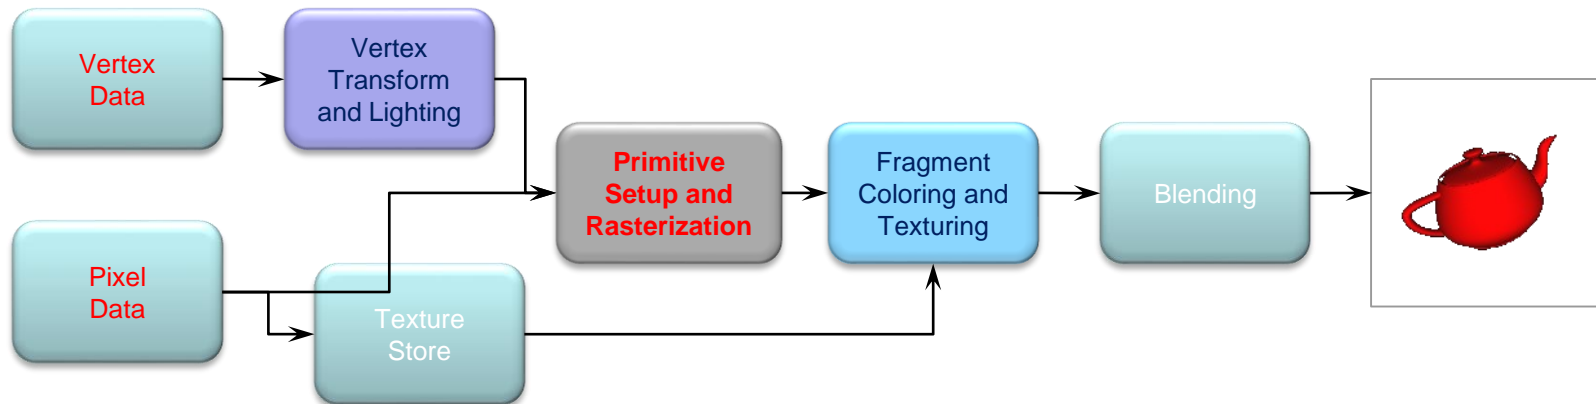 Vertex
Data
Vertex
Transform
and Lighting
Primitive
Setup and
Rasterization
Fragment
Coloring and
Texturing
Blending
Pixel
Data
Texture
Store